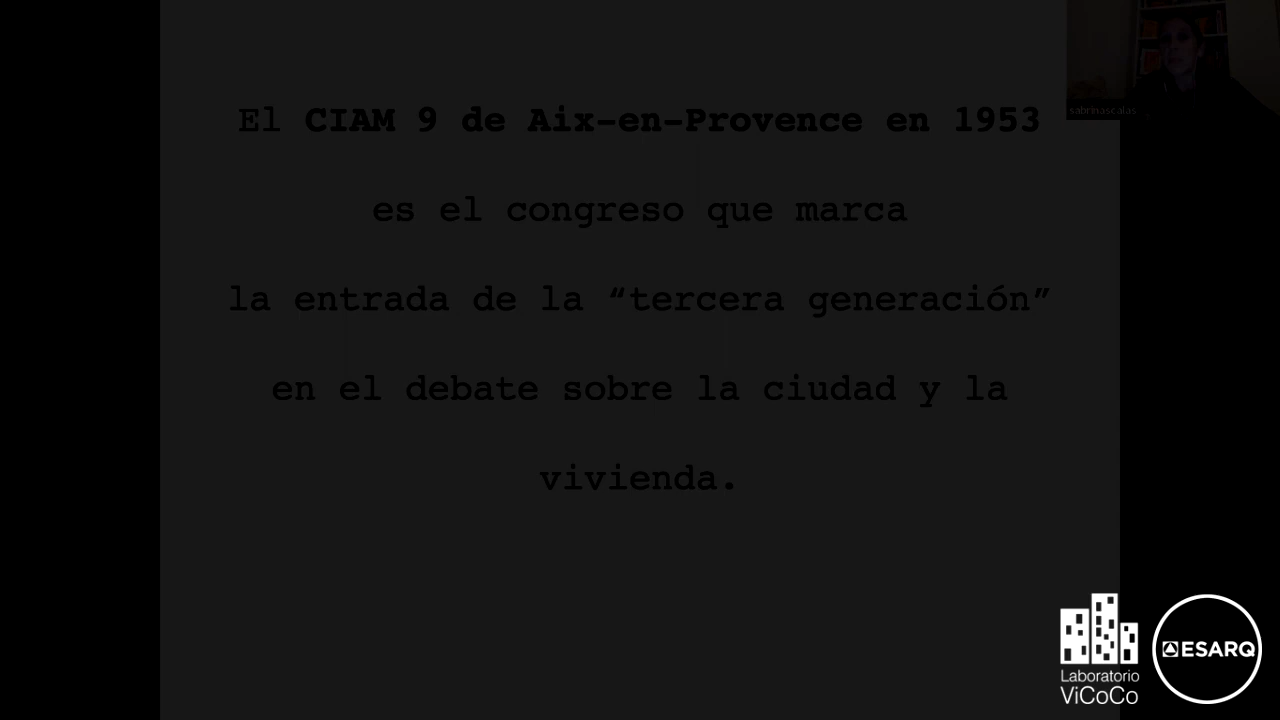 El CIAM 9 de Aix-en-Provence en 1953
es el congreso que marca
la entrada de la “tercera generación”
en el debate sobre la ciudad y la
vivienda.
sabrinascalas
Laboratorio
ViCoCo
ESARQ